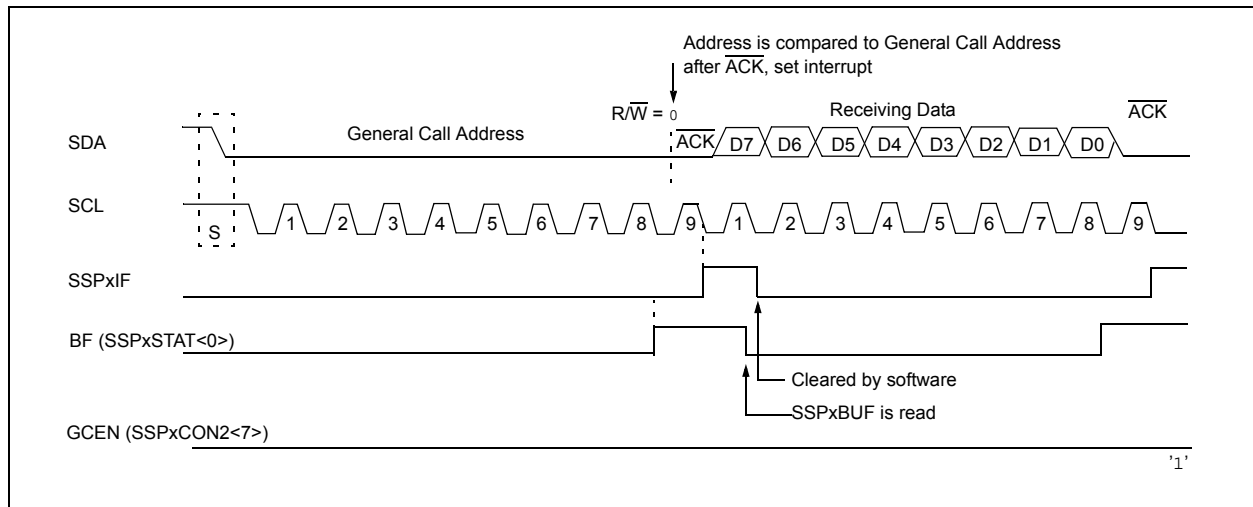 Address is compared to General Call Address
after ACK, set interrupt
R/W = 0
Receiving Data
ACK
General Call Address
SDA
ACK
D7 D6 D5 D4 D3 D2 D1 D0
SCL
S
1 2 3 4 5 6 7 8 9 1 2 3 4 5 6 7 8 9
SSPxIF
BF (SSPxSTAT<0>)
Cleared by software
SSPxBUF is read
GCEN (SSPxCON2<7>)
'1'